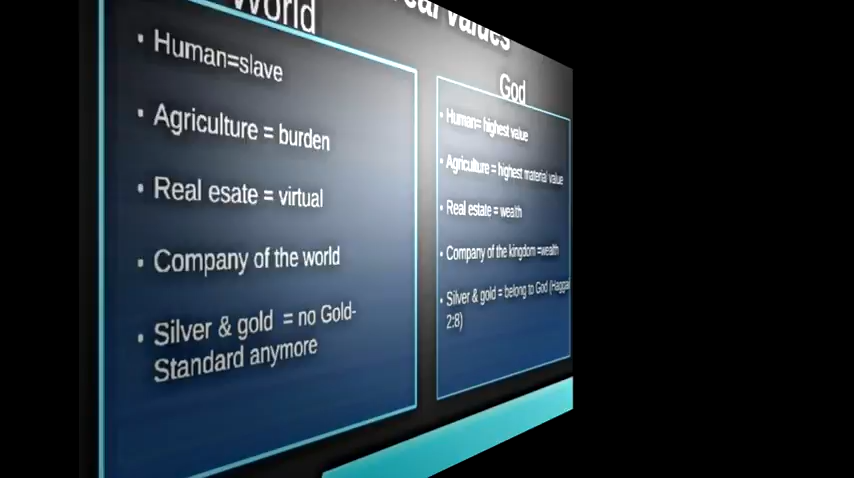 values
World
• Human=slave
• Agriculture = burden
• Real esate = virtual
• Company of the world
• Silver & gold = no Gold-
Standard anymore
God
• Human= highest value
• Agriculture = highest material value
• Real estate = wealth
• Company of the kingdom =wealth
• Silver & gold = belong to God (Haggai
2:8)